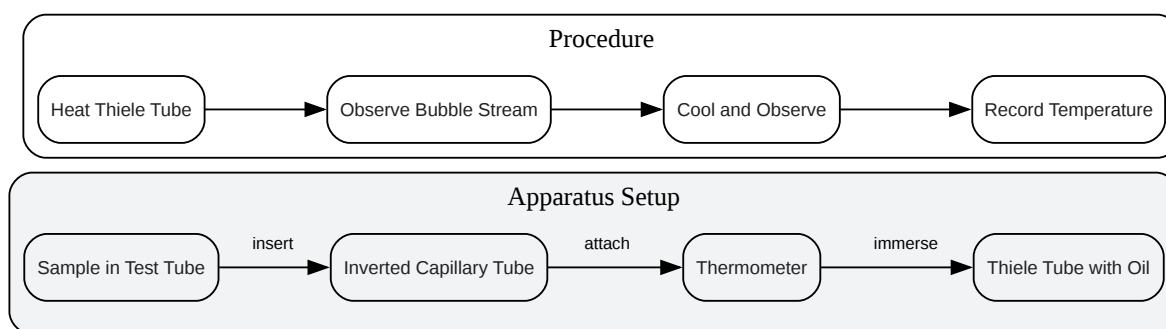 Procedure
Heat Thiele Tube
Observe Bubble Stream
Cool and Observe
Record Temperature
Apparatus Setup
Sample in Test Tube
insert
Inverted Capillary Tube
attach
Thermometer
immerse
Thiele Tube with Oil